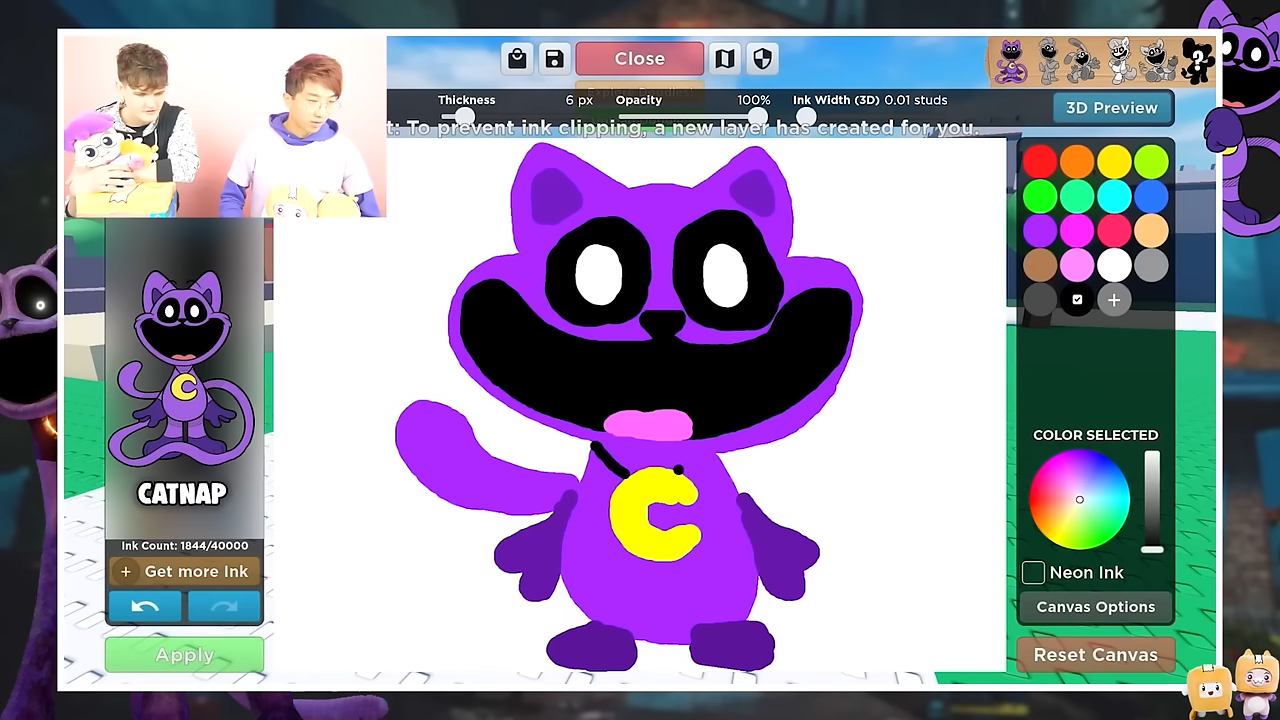 Close
Thickness 6 px Opacity 100% Ink Width (3D) 0.01 studs
3D Preview
t: To prevent ink clipping, a new layer has created for you.
C
C
CATNAP
COLOR SELECTED
Ink Count: 1844/40000
+ Get more Ink
Neon Ink
Canvas Options
Apply
Reset Canvas